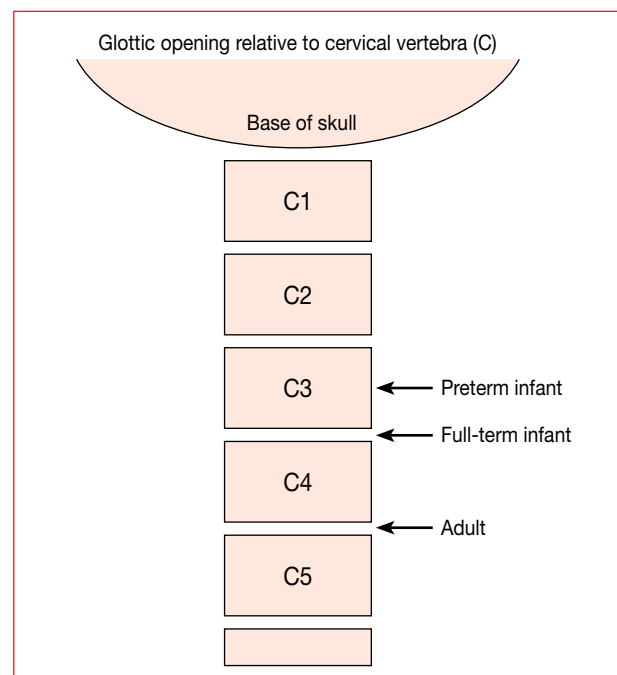 Glottic opening relative to cervical vertebra (C)
Base of skull
C1
C2
C3
Preterm infant
Full-term infant
C4
Adult
C5